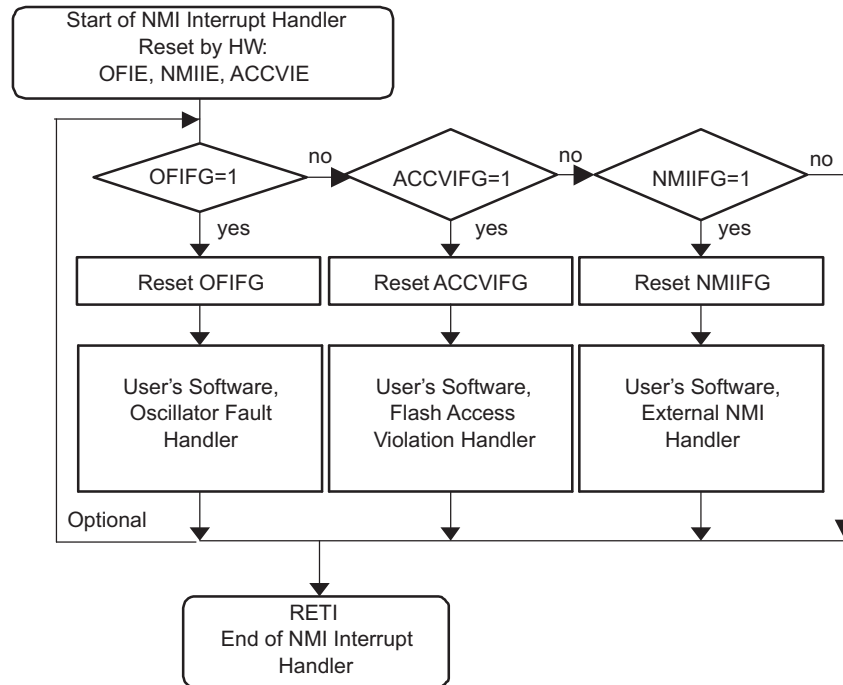 Start of NMI Interrupt Handler
Reset by HW:
OFIE, NMIIE, ACCVIE
OFIFG=1
no
ACCVIFG=1
no
NMIIFG=1
no
yes
yes
yes
Reset OFIFG
Reset ACCVIFG
Reset NMIIFG
User's Software,
Oscillator Fault
Handler
User's Software,
Flash Access
Violation Handler
User's Software,
External NMI
Handler
Optional
RETI
End of NMI Interrupt
Handler